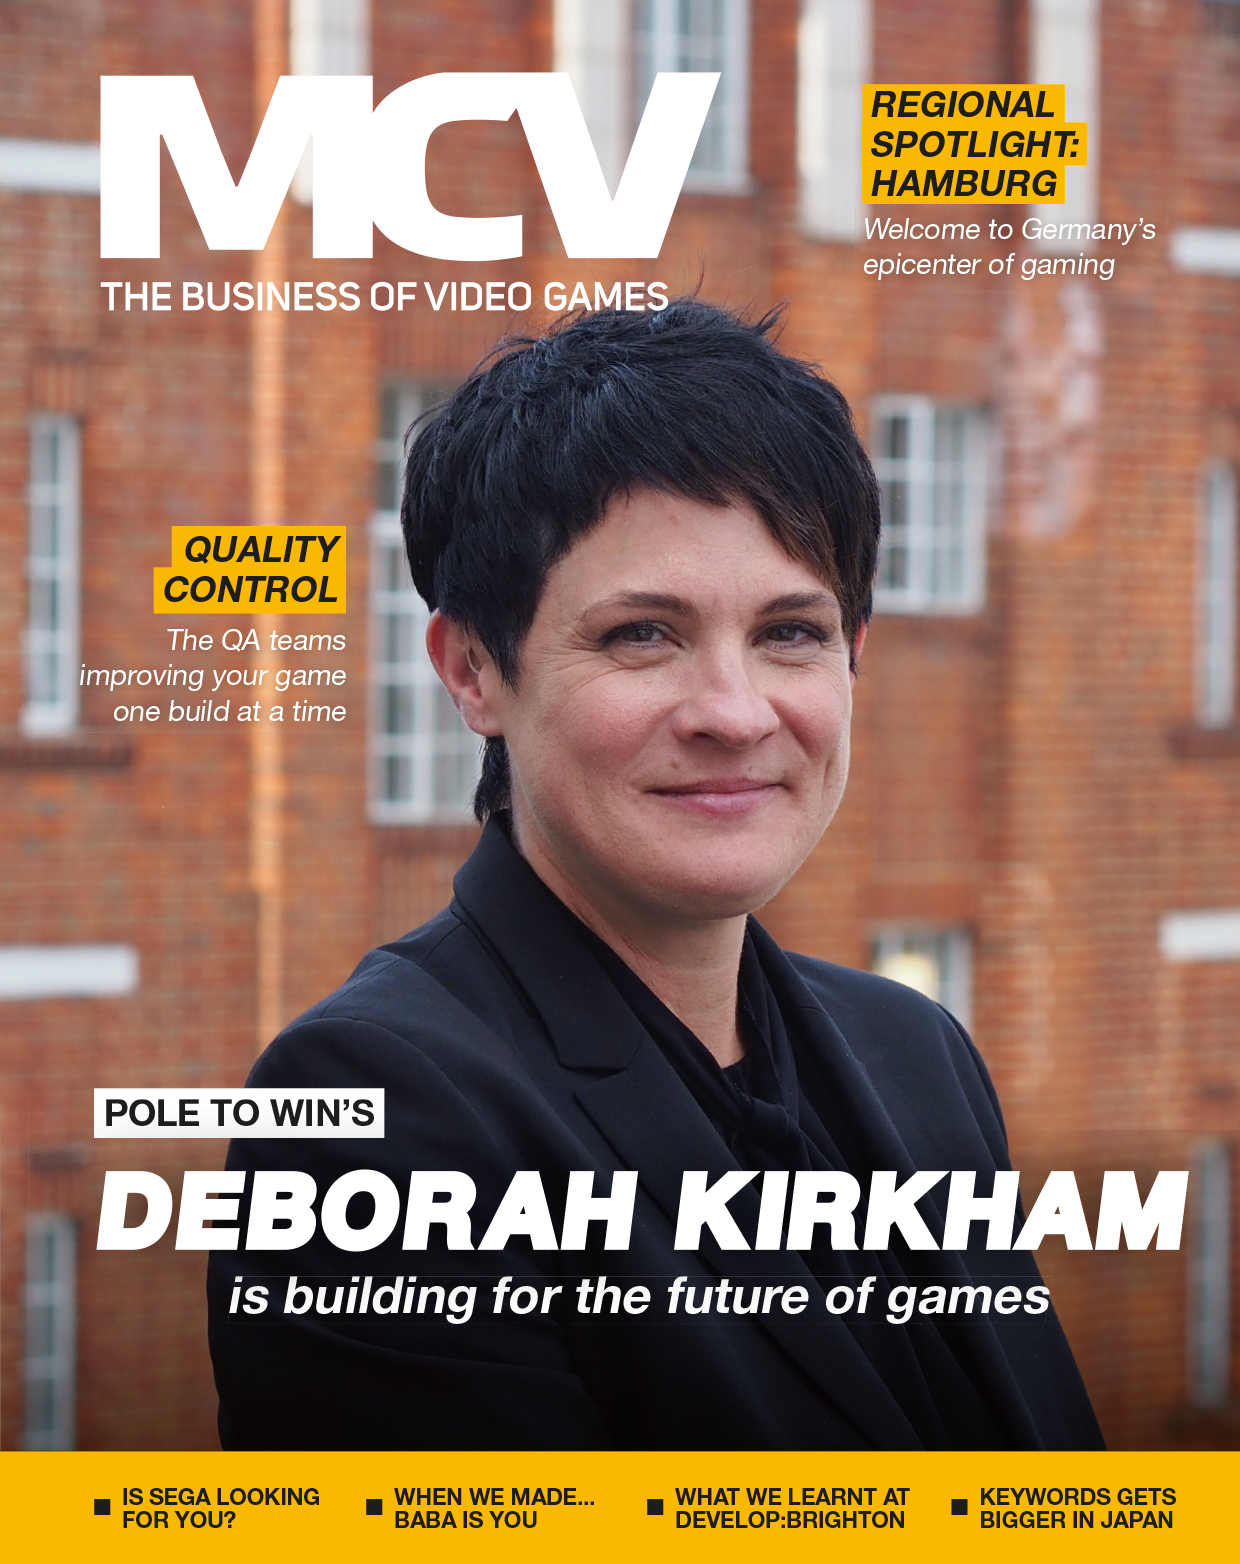 MCV
THE BUSINESS OF VIDEO GAMES
REGIONAL
SPOTLIGHT:
HAMBURG
Welcome to Germany’s
epicenter of gaming
QUALITY
CONTROL
The QA teams
improving your game
one build at a time
POLE TO WIN’S
DEBORAH KIRKHAM
is building for the future of games
IS SEGA LOOKING
FOR YOU?
WHEN WE MADE...
BABA IS YOU
WHAT WE LEARNT AT
DEVELOP:BRIGHTON
KEYWORDS GETS
BIGGER IN JAPAN